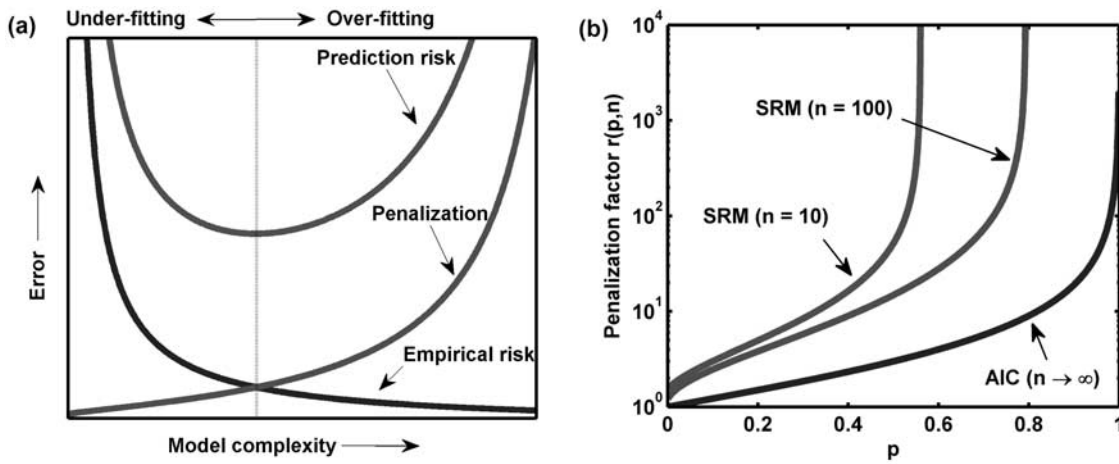 Under-fitting ⟷ Over-fitting
(a)
Prediction risk
Penalization
Empirical risk
Error
Model complexity
(b)
10^4
10^3
10^2
10^1
10^0
Penalization factor r(p,n)
SRM (n = 100)
SRM (n = 10)
AIC (n → ∞)
0 0.2 0.4 0.6 0.8 1
p